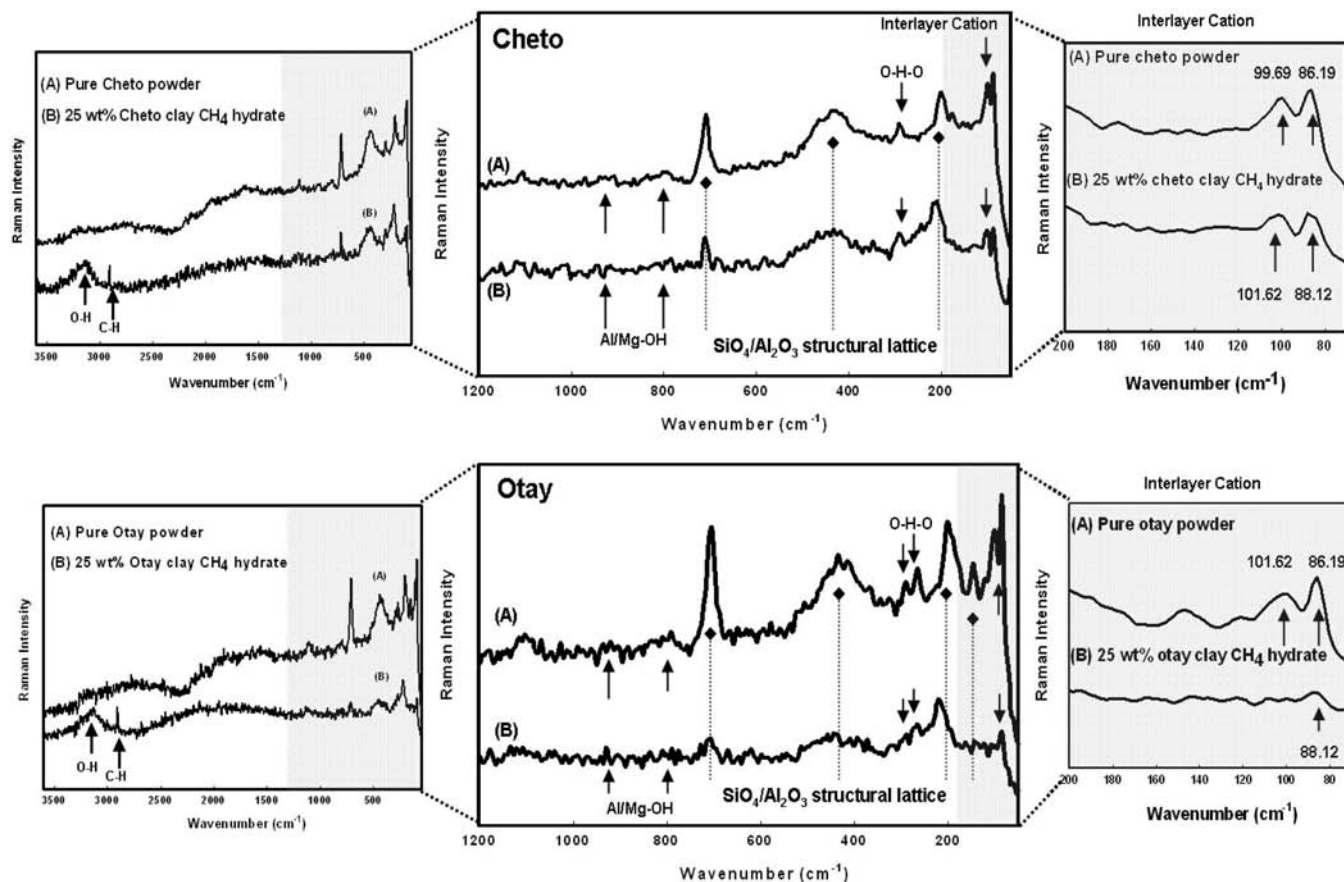 Cheto
Interlayer Cation
O-H-O
(A)
(B)
Al/Mg-OH
SiO₄/Al₂O₃ structural lattice
Raman Intensity
1200 1000 800 600 400 200
Wavenumber (cm⁻¹)
(A) Pure Cheto powder
(B) 25 wt% Cheto clay CH₄ hydrate
(A)
(B)
O-H
C-H
Raman Intensity
3500 3000 2500 2000 1500 1000 500
Wavenumber (cm⁻¹)
Interlayer Cation
(A) Pure cheto powder
99.69 86.19
(B) 25 wt% cheto clay CH₄ hydrate
101.62 88.12
Raman Intensity
200 180 160 140 120 100 80
Wavenumber (cm⁻¹)
Otay
O-H-O
(A)
(B)
Al/Mg-OH
SiO₄/Al₂O₃ structural lattice
Raman Intensity
1200 1000 800 600 400 200
Wavenumber (cm⁻¹)
(A) Pure Otay powder
(B) 25 wt% Otay clay CH₄ hydrate
(A)
(B)
O-H
C-H
Raman Intensity
3500 3000 2500 2000 1500 1000 500
Wavenumber (cm⁻¹)
Interlayer Cation
(A) Pure otay powder
101.62 86.19
(B) 25 wt% otay clay CH₄ hydrate
88.12
Raman Intensity
200 180 160 140 120 100 80
Wavenumber (cm⁻¹)